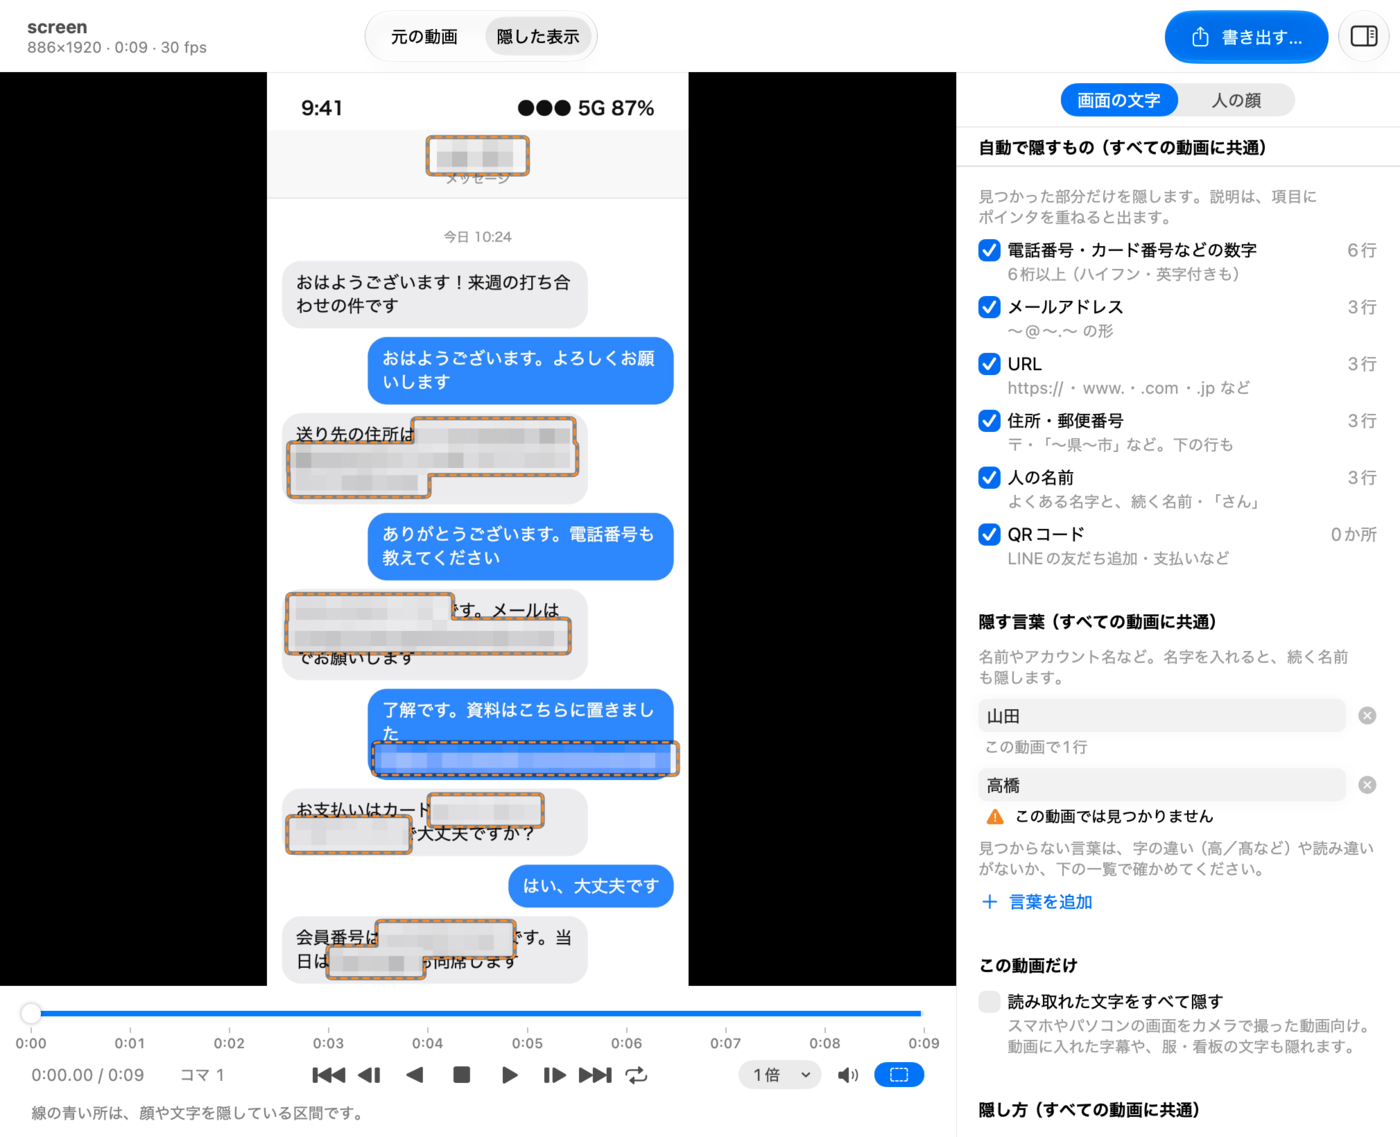 screen
886×1920 · 0:09 · 30 fps
元の動画
隠した表示
書き出す...
9:41
5G 87%
メッセージ
今日 10:24
おはようございます！来週の打ち合
わせの件です
おはようございます。よろしくお願
いします
送り先の住所は
ありがとうございます。電話番号も
教えてください
です。メールは
でお願いします
了解です。資料はこちらに置きまし
た
お支払いはカード
で大丈夫ですか？
はい、大丈夫です
会員番号は
です。当
日は
も同席します
0:00
0:01
0:02
0:03
0:04
0:05
0:06
0:07
0:08
0:09
0:00.00 / 0:09
コマ 1
1倍
線の青い所は、顔や文字を隠している区間です。
画面の文字
人の顔
自動で隠すもの（すべての動画に共通）
見つかった部分だけを隠します。説明は、項目に
ポインタを重ねると出ます。
電話番号・カード番号などの数字
6行
6桁以上（ハイフン・英字付きも）
メールアドレス
3行
〜@〜.〜 の形
URL
3行
https://・www.・.com・.jp など
住所・郵便番号
3行
〒・「〜県〜市」など。下の行も
人の名前
3行
よくある名字と、続く名前・「さん」
QRコード
0か所
LINEの友だち追加・支払いなど
隠す言葉（すべての動画に共通）
名前やアカウント名など。名字を入れると、続く名前
も隠します。
山田
この動画で1行
高橋
この動画では見つかりません
見つからない言葉は、字の違い（高／髙など）や読み違い
がないか、下の一覧で確かめてください。
＋ 言葉を追加
この動画だけ
読み取れた文字をすべて隠す
スマホやパソコンの画面をカメラで撮った動画向け。
動画に入れた字幕や、服・看板の文字も隠れます。
隠し方（すべての動画に共通）